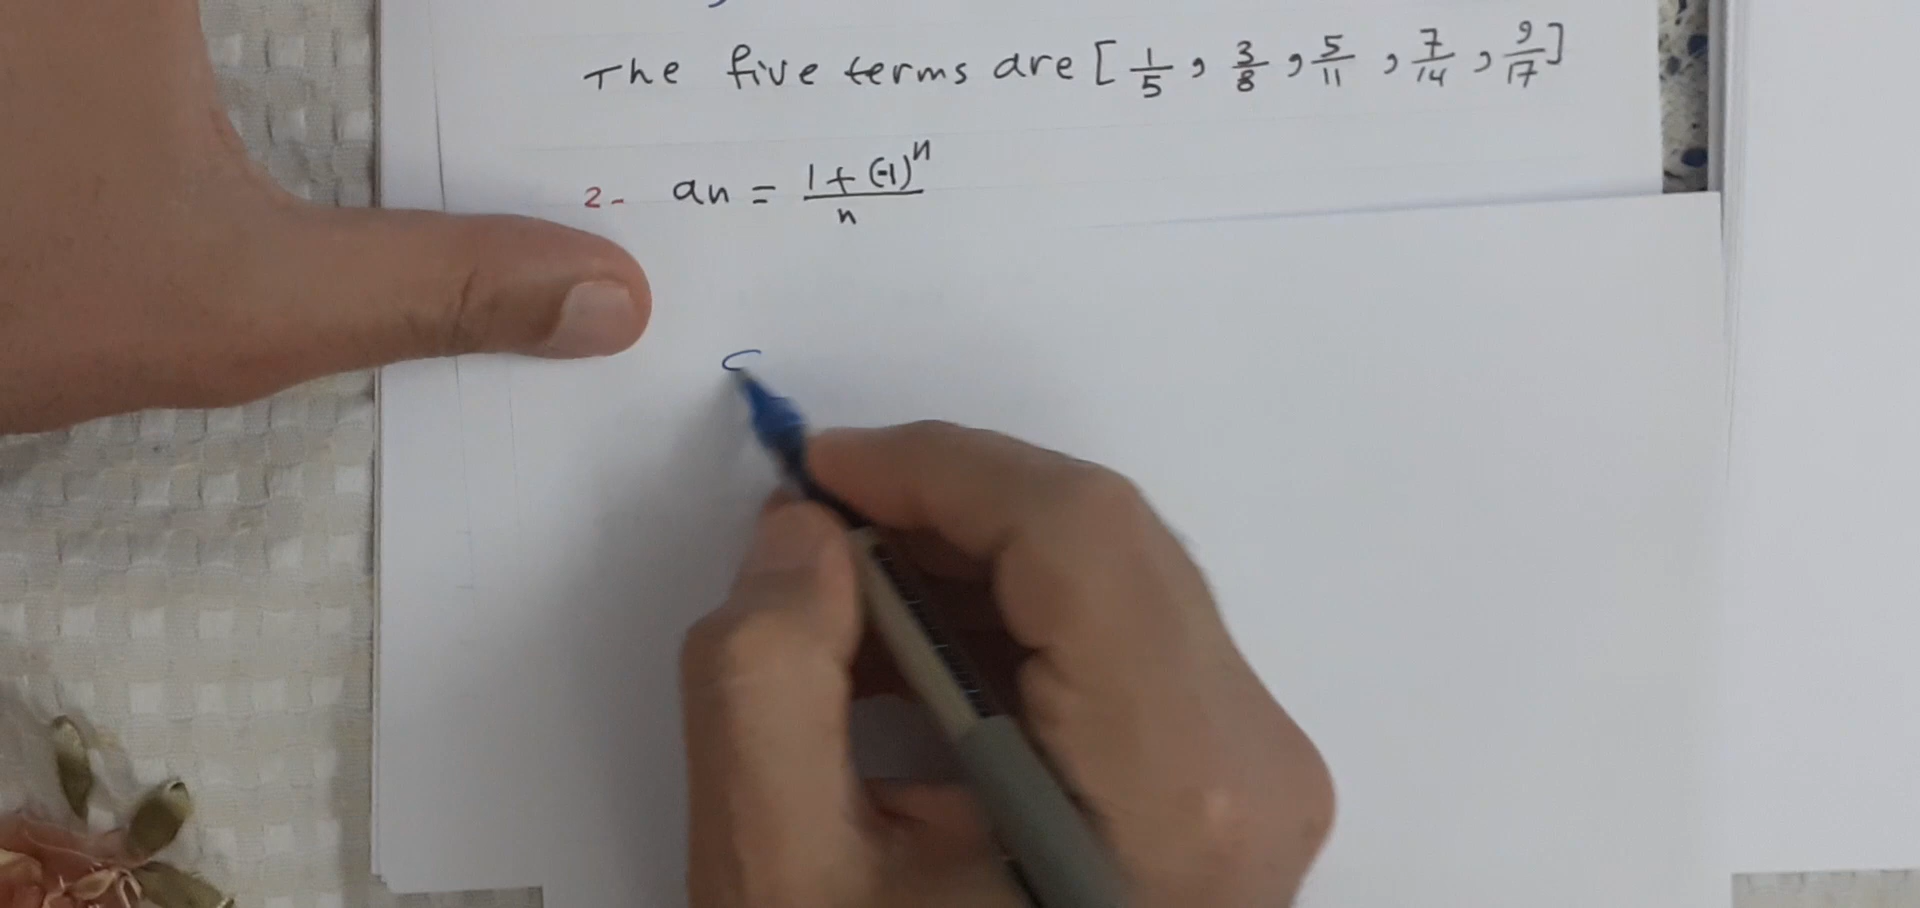 The five terms are [1/5, 3/8, 5/11, 7/14, 9/17]
2- an = (1+(-1)^n)/n